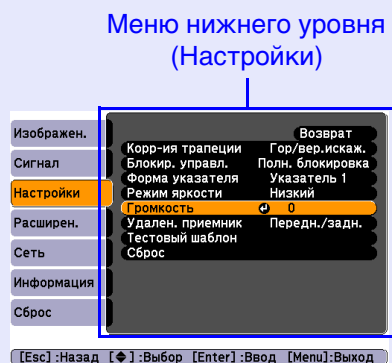 Меню нижнего уровня
(Настройки)
Изображен.
Сигнал
Настройки
Расширен.
Сеть
Информация
Сброс
Возврат
Корр-ия трапеции Гор/вер.искаж.
Блокир. управл. Полн. блокировка
Форма указателя Указатель 1
Режим яркости Низкий
Громкость 0
Удален. приемник Передн./задн.
Тестовый шаблон
Сброс
[Esc] :Назад [◆] :Выбор [Enter] :Ввод [Menu]:Выход